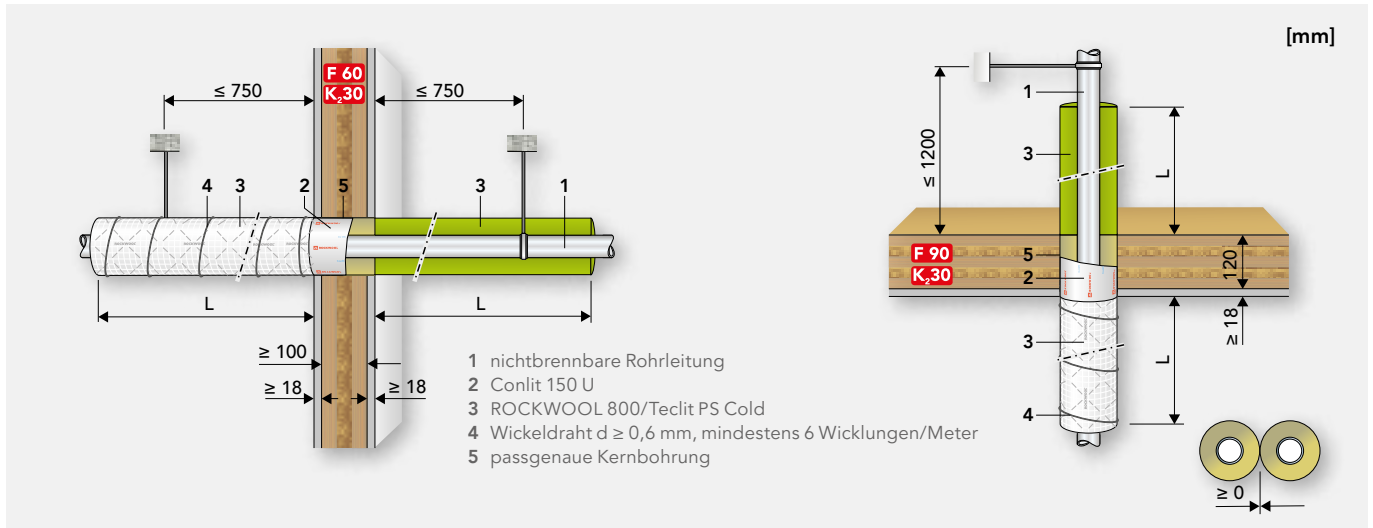 [mm]
F 60
K₂30
≤ 750
≤ 750
4 3 2 5 3 1
L
L
≥ 100
≥ 18
≥ 18
1 nichtbrennbare Rohrleitung
2 Conlit 150 U
3 ROCKWOOL 800/Teclit PS Cold
4 Wickeldraht d ≥ 0,6 mm, mindestens 6 Wicklungen/Meter
5 passgenaue Kernbohrung
1
≤ 1200
3
L
F 90
K₂30
5
2
120
≥ 18
3
L
4
≥ 0